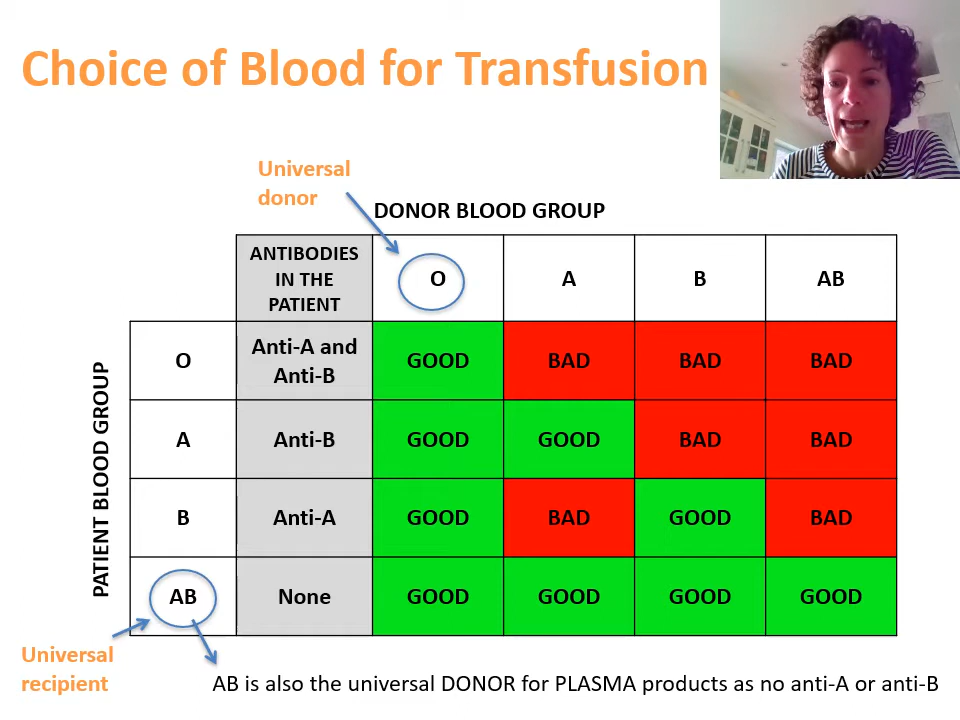 Choice of Blood for Transfusion
Universal
donor
DONOR BLOOD GROUP
ANTIBODIES
IN THE
PATIENT
O
A
B
AB
PATIENT BLOOD GROUP
O
Anti-A and
Anti-B
GOOD
BAD
BAD
BAD
A
Anti-B
GOOD
GOOD
BAD
BAD
B
Anti-A
GOOD
BAD
GOOD
BAD
AB
None
GOOD
GOOD
GOOD
GOOD
Universal
recipient
AB is also the universal DONOR for PLASMA products as no anti-A or anti-B